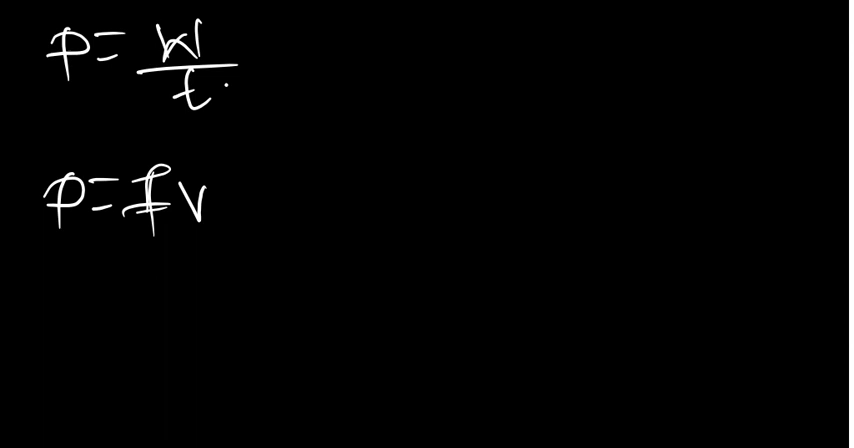 P = W/t
P = FV